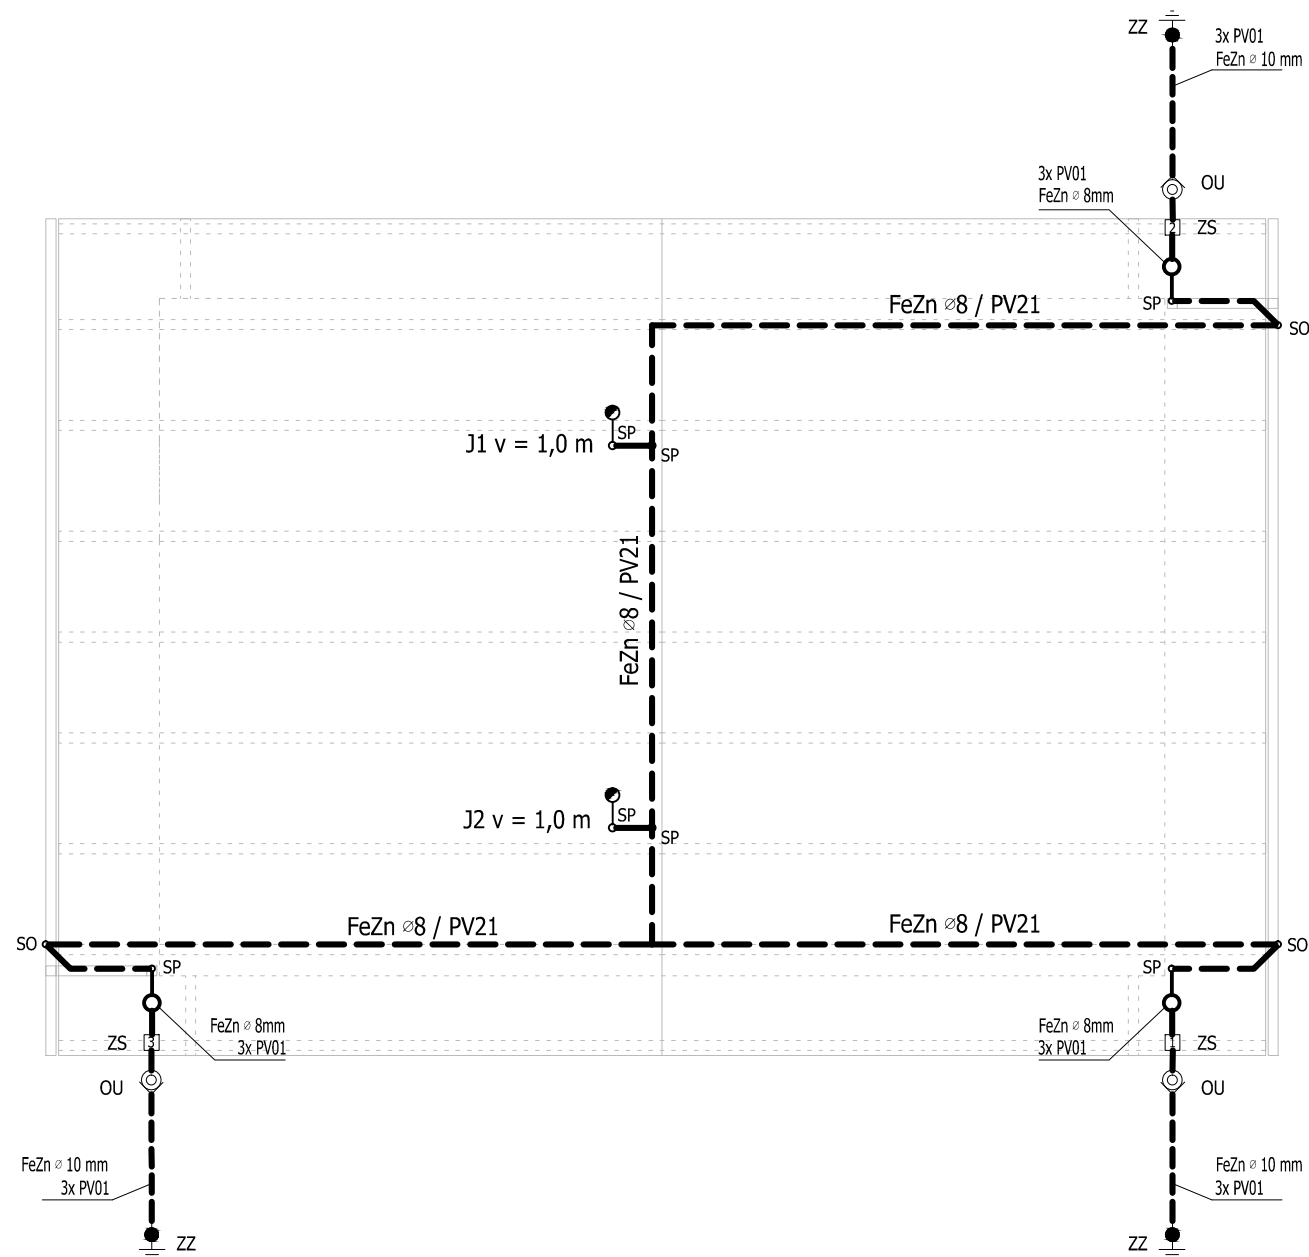 ZZ
3x PV01
FeZn ⌀ 10 mm
OU
3x PV01
FeZn ⌀ 8mm
2
ZS
SP
FeZn ⌀8 / PV21
SO
SP
J1 v = 1,0 m
SP
FeZn ⌀8 / PV21
SP
J2 v = 1,0 m
SP
FeZn ⌀8 / PV21
FeZn ⌀8 / PV21
SO
SO
SP
SP
FeZn ⌀ 8mm
3x PV01
FeZn ⌀ 8mm
3x PV01
ZS
3
1
ZS
OU
OU
FeZn ⌀ 10 mm
3x PV01
FeZn ⌀ 10 mm
3x PV01
ZZ
ZZ